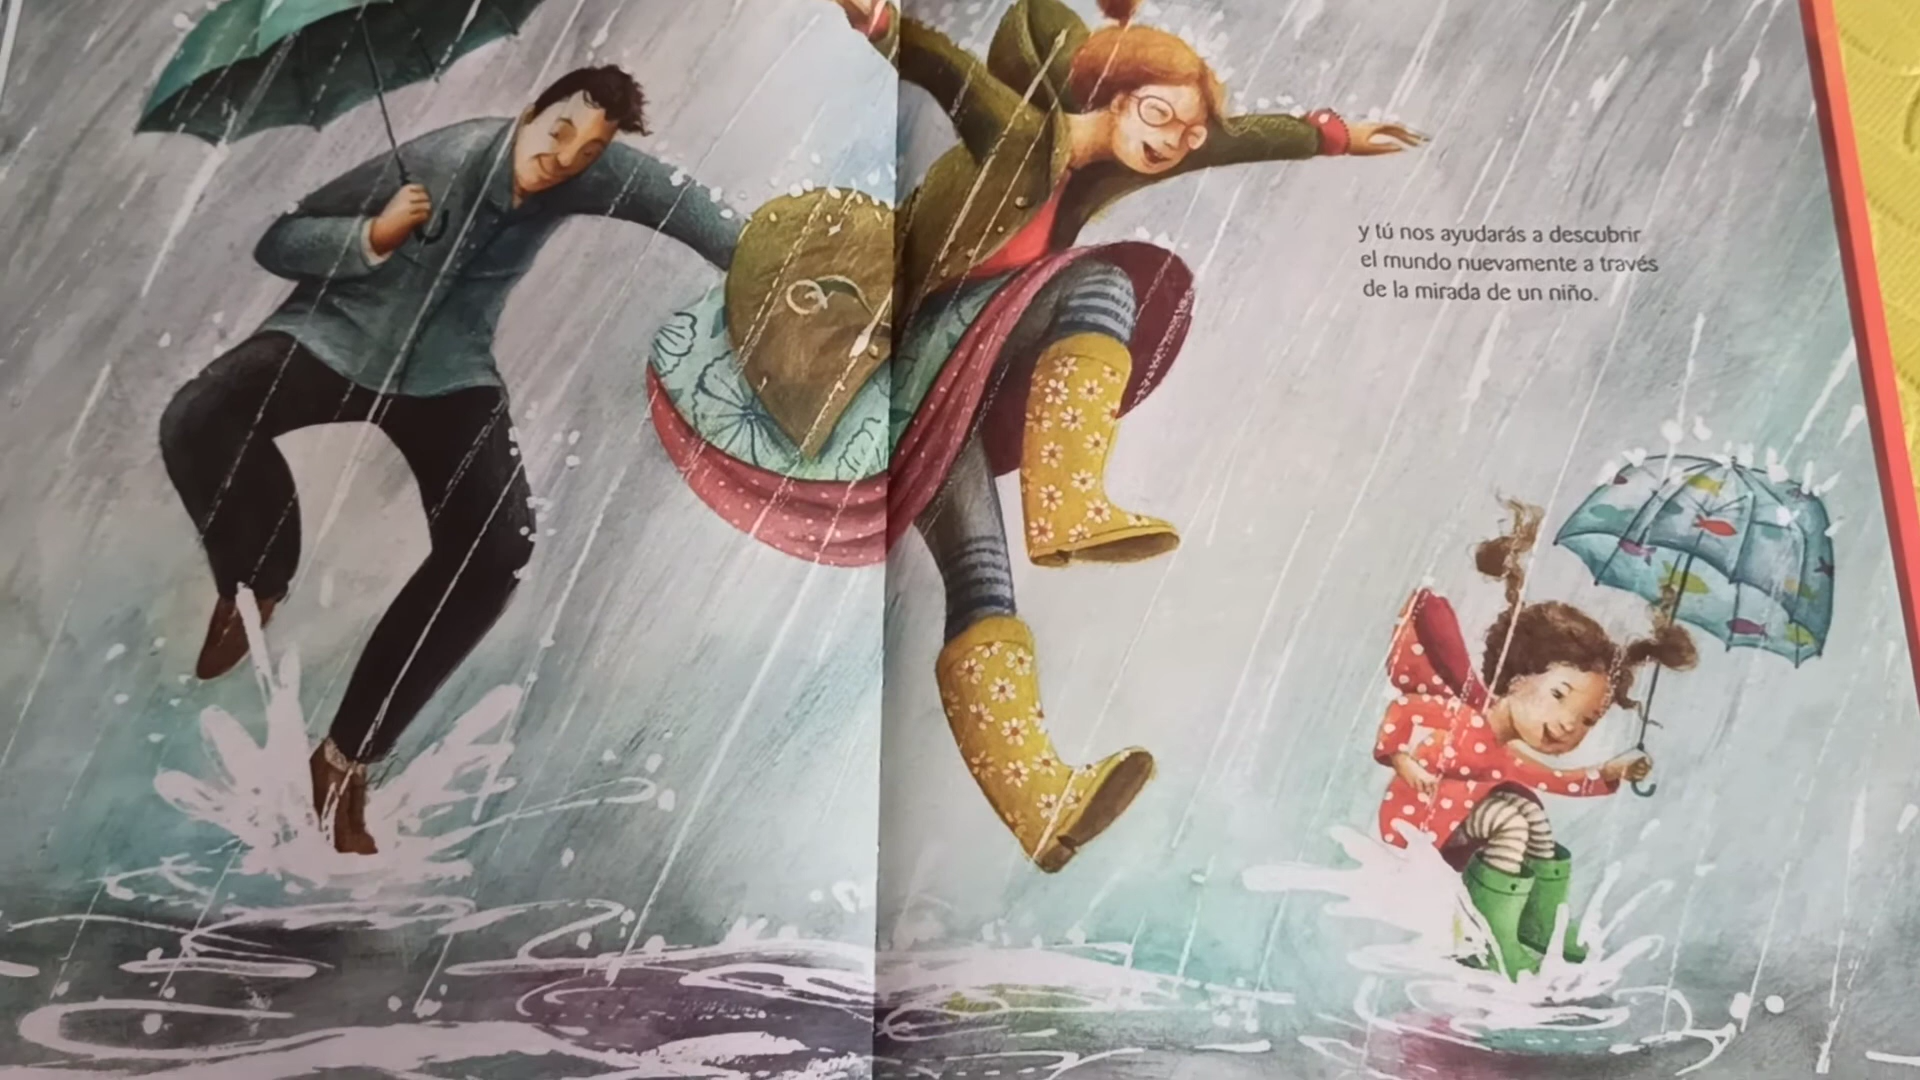 y tú nos ayudarás a descubrir
el mundo nuevamente a través
de la mirada de un niño.